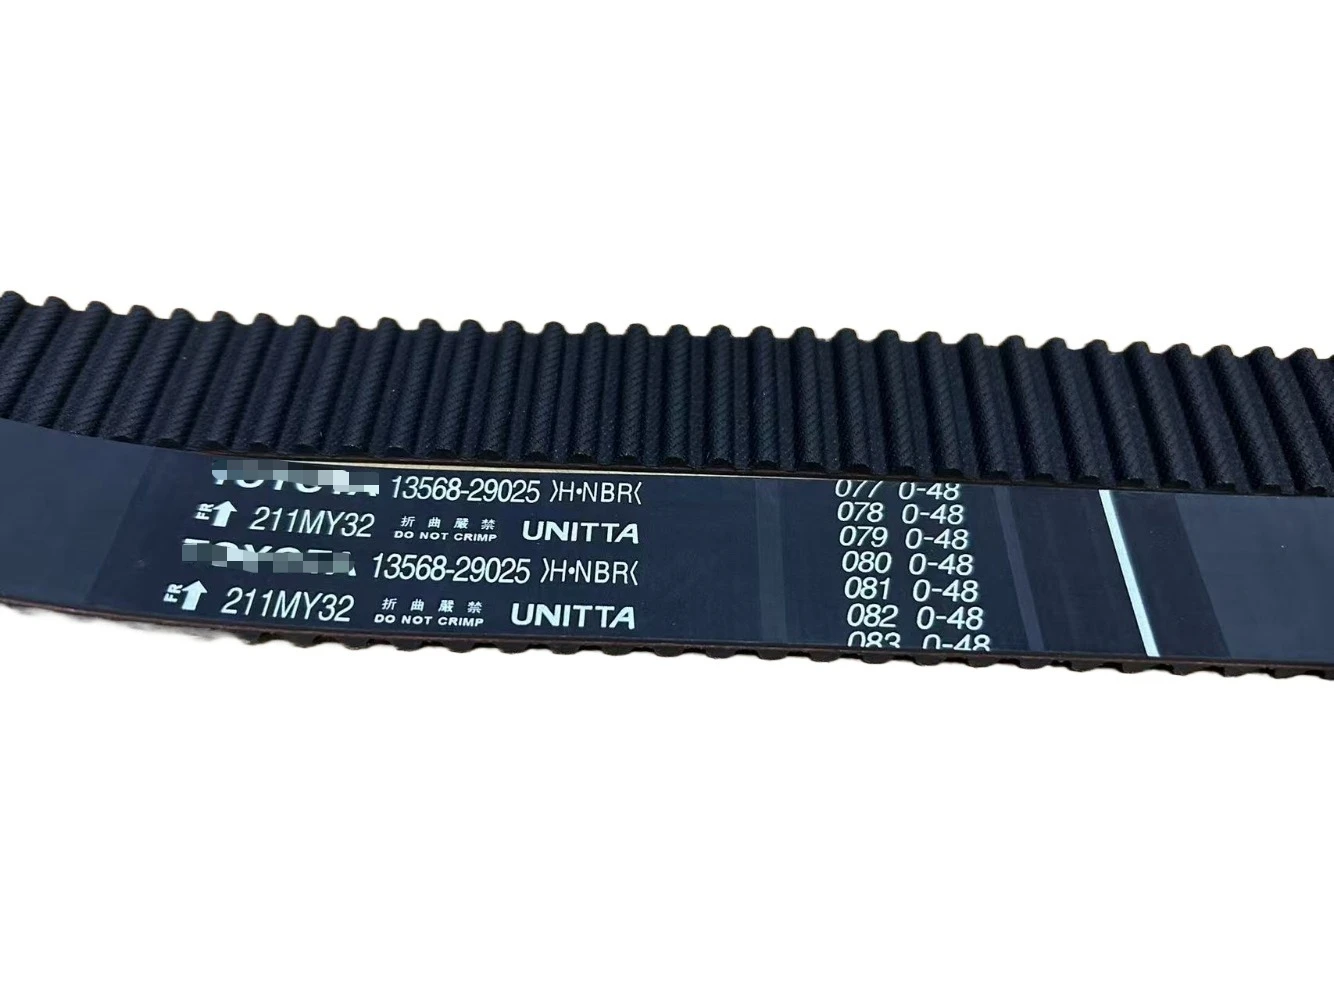 13568-29025 >H•NBR<
FR 211MY32 折曲嚴禁 DO NOT CRIMP UNITTA
13568-29025 >H•NBR<
FR 211MY32 折曲嚴禁 DO NOT CRIMP UNITTA
077 0-48
078 0-48
079 0-48
080 0-48
081 0-48
082 0-48
083 0-48